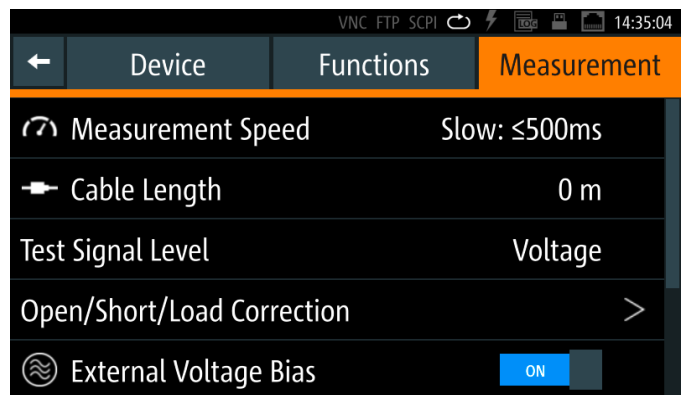 VNC FTP SCPI LOG 14:35:04
Device Functions Measurement
Measurement Speed Slow: ≤500ms
Cable Length 0 m
Test Signal Level Voltage
Open/Short/Load Correction >
External Voltage Bias ON